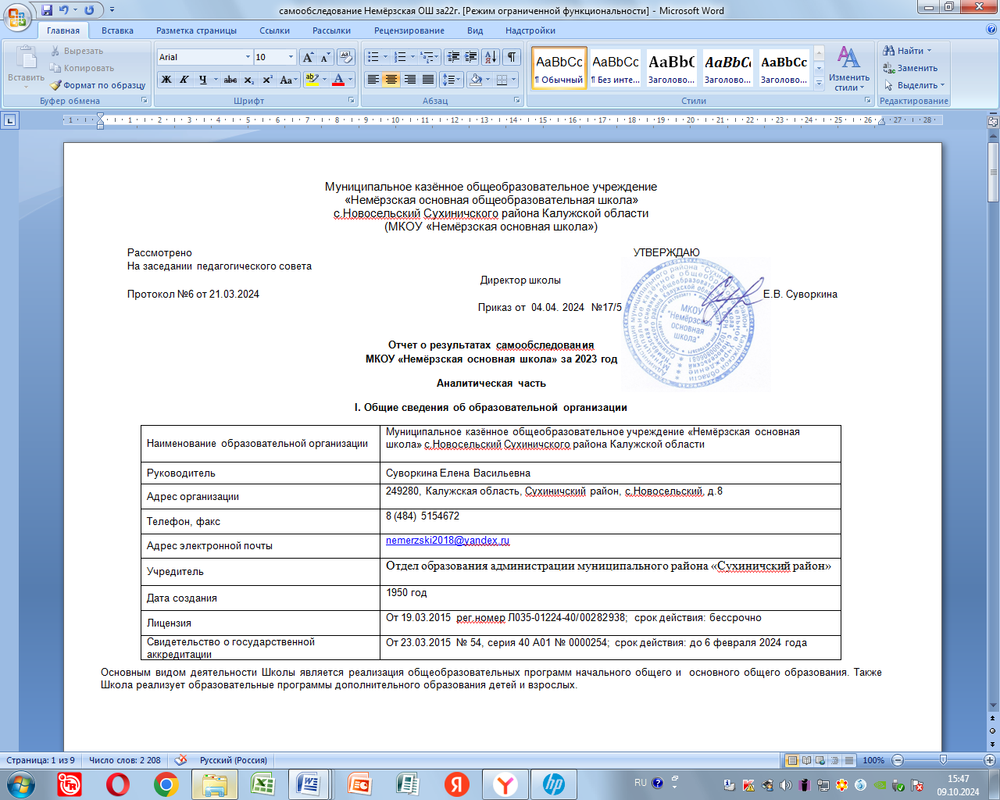 самообследование Немёрзская ОШ за22г. [Режим ограниченной функциональности] - Microsoft Word
Главная Вставка Разметка страницы Ссылки Рассылки Рецензирование Вид Надстройки
Вставить
Вырезать
Копировать
Формат по образцу
Буфер обмена
Arial 10
Шрифт
Абзац
AaBbCc AaBbCc AaBbC AaBbC AaBbCc
¶ Обычный ¶ Без инте... Заголово... Заголово... Заголово...
Изменить стили
Стили
Найти
Заменить
Выделить
Редактирование
1 1 2 3 4 5 6 7 8 9 10 11 12 13 14 15 16 17 18 19 20 21 22 23 24 25 26 27 28
Муниципальное казённое общеобразовательное учреждение
«Немёрзская основная общеобразовательная школа»
с.Новосельский Сухиничского района Калужской области
(МКОУ «Немёрзская основная школа»)
Рассмотрено УТВЕРЖДАЮ
На заседании педагогического совета
Директор школы
Протокол №6 от 21.03.2024 Е.В. Суворкина
Приказ от 04.04. 2024 №17/5
МКОУ
"Немёрзская
основная
школа"
Отчет о результатах самообследования
МКОУ «Немёрзская основная школа» за 2023 год
Аналитическая часть
I. Общие сведения об образовательной организации
Наименование образовательной организации
Муниципальное казённое общеобразовательное учреждение «Немёрзская основная
школа» с.Новосельский Сухиничского района Калужской области
Руководитель Суворкина Елена Васильевна
Адрес организации 249280, Калужская область, Сухиничский район, с.Новосельский, д.8
Телефон, факс 8 (484) 5154672
Адрес электронной почты nemerzski2018@yandex.ru
Учредитель Отдел образования администрации муниципального района «Сухиничский район»
Дата создания 1950 год
Лицензия От 19.03.2015 рег.номер Л035-01224-40/00282938; срок действия: бессрочно
Свидетельство о государственной
аккредитации
От 23.03.2015 № 54, серия 40 А01 № 0000254; срок действия: до 6 февраля 2024 года
Основным видом деятельности Школы является реализация общеобразовательных программ начального общего и основного общего образования. Также
Школа реализует образовательные программы дополнительного образования детей и взрослых.
Страница: 1 из 9 Число слов: 2 208 Русский (Россия) 100%
RU
15:47
09.10.2024